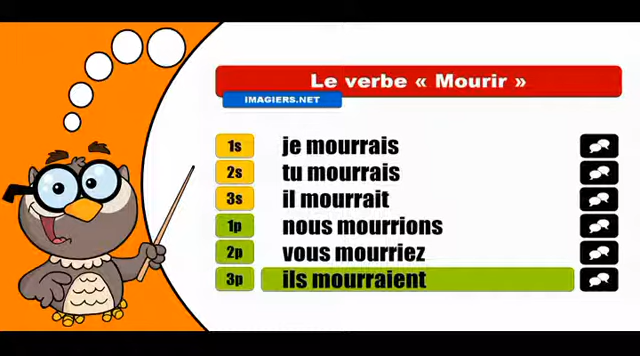 Le verbe « Mourir »
IMAGIERS.NET
1s je mourrais
2s tu mourrais
3s il mourrait
1p nous mourrions
2p vous mourriez
3p ils mourraient